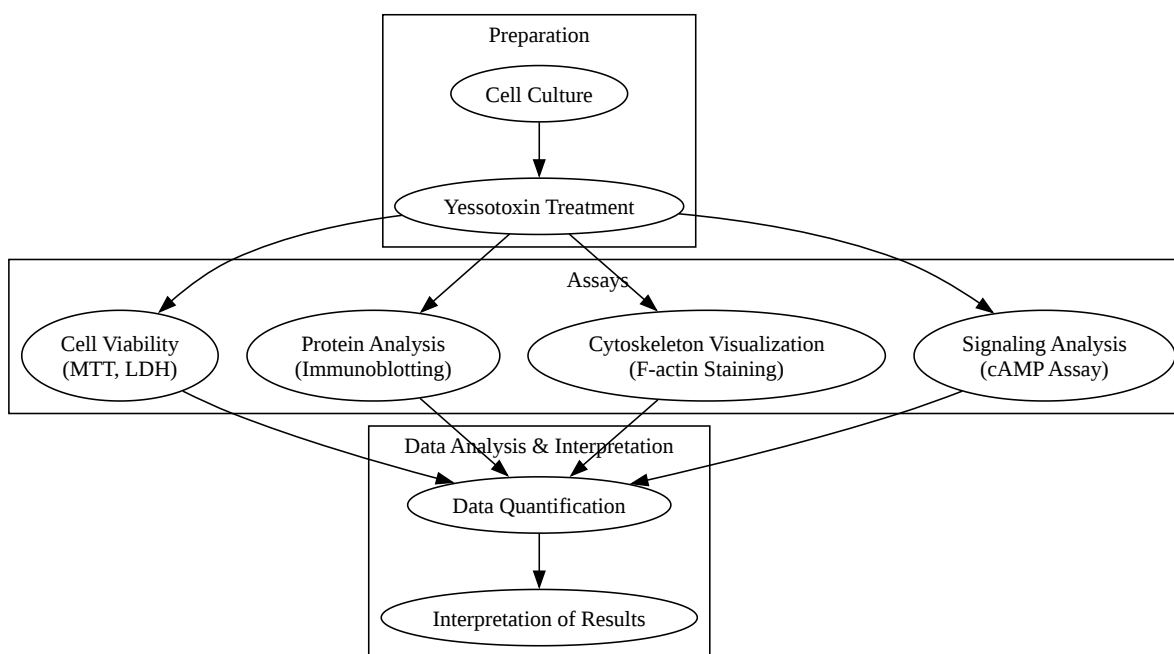 Preparation
Cell Culture
Yessotoxin Treatment
Assays
Cell Viability
(MTT, LDH)
Protein Analysis
(Immunoblotting)
Cytoskeleton Visualization
(F-actin Staining)
Signaling Analysis
(cAMP Assay)
Data Analysis & Interpretation
Data Quantification
Interpretation of Results